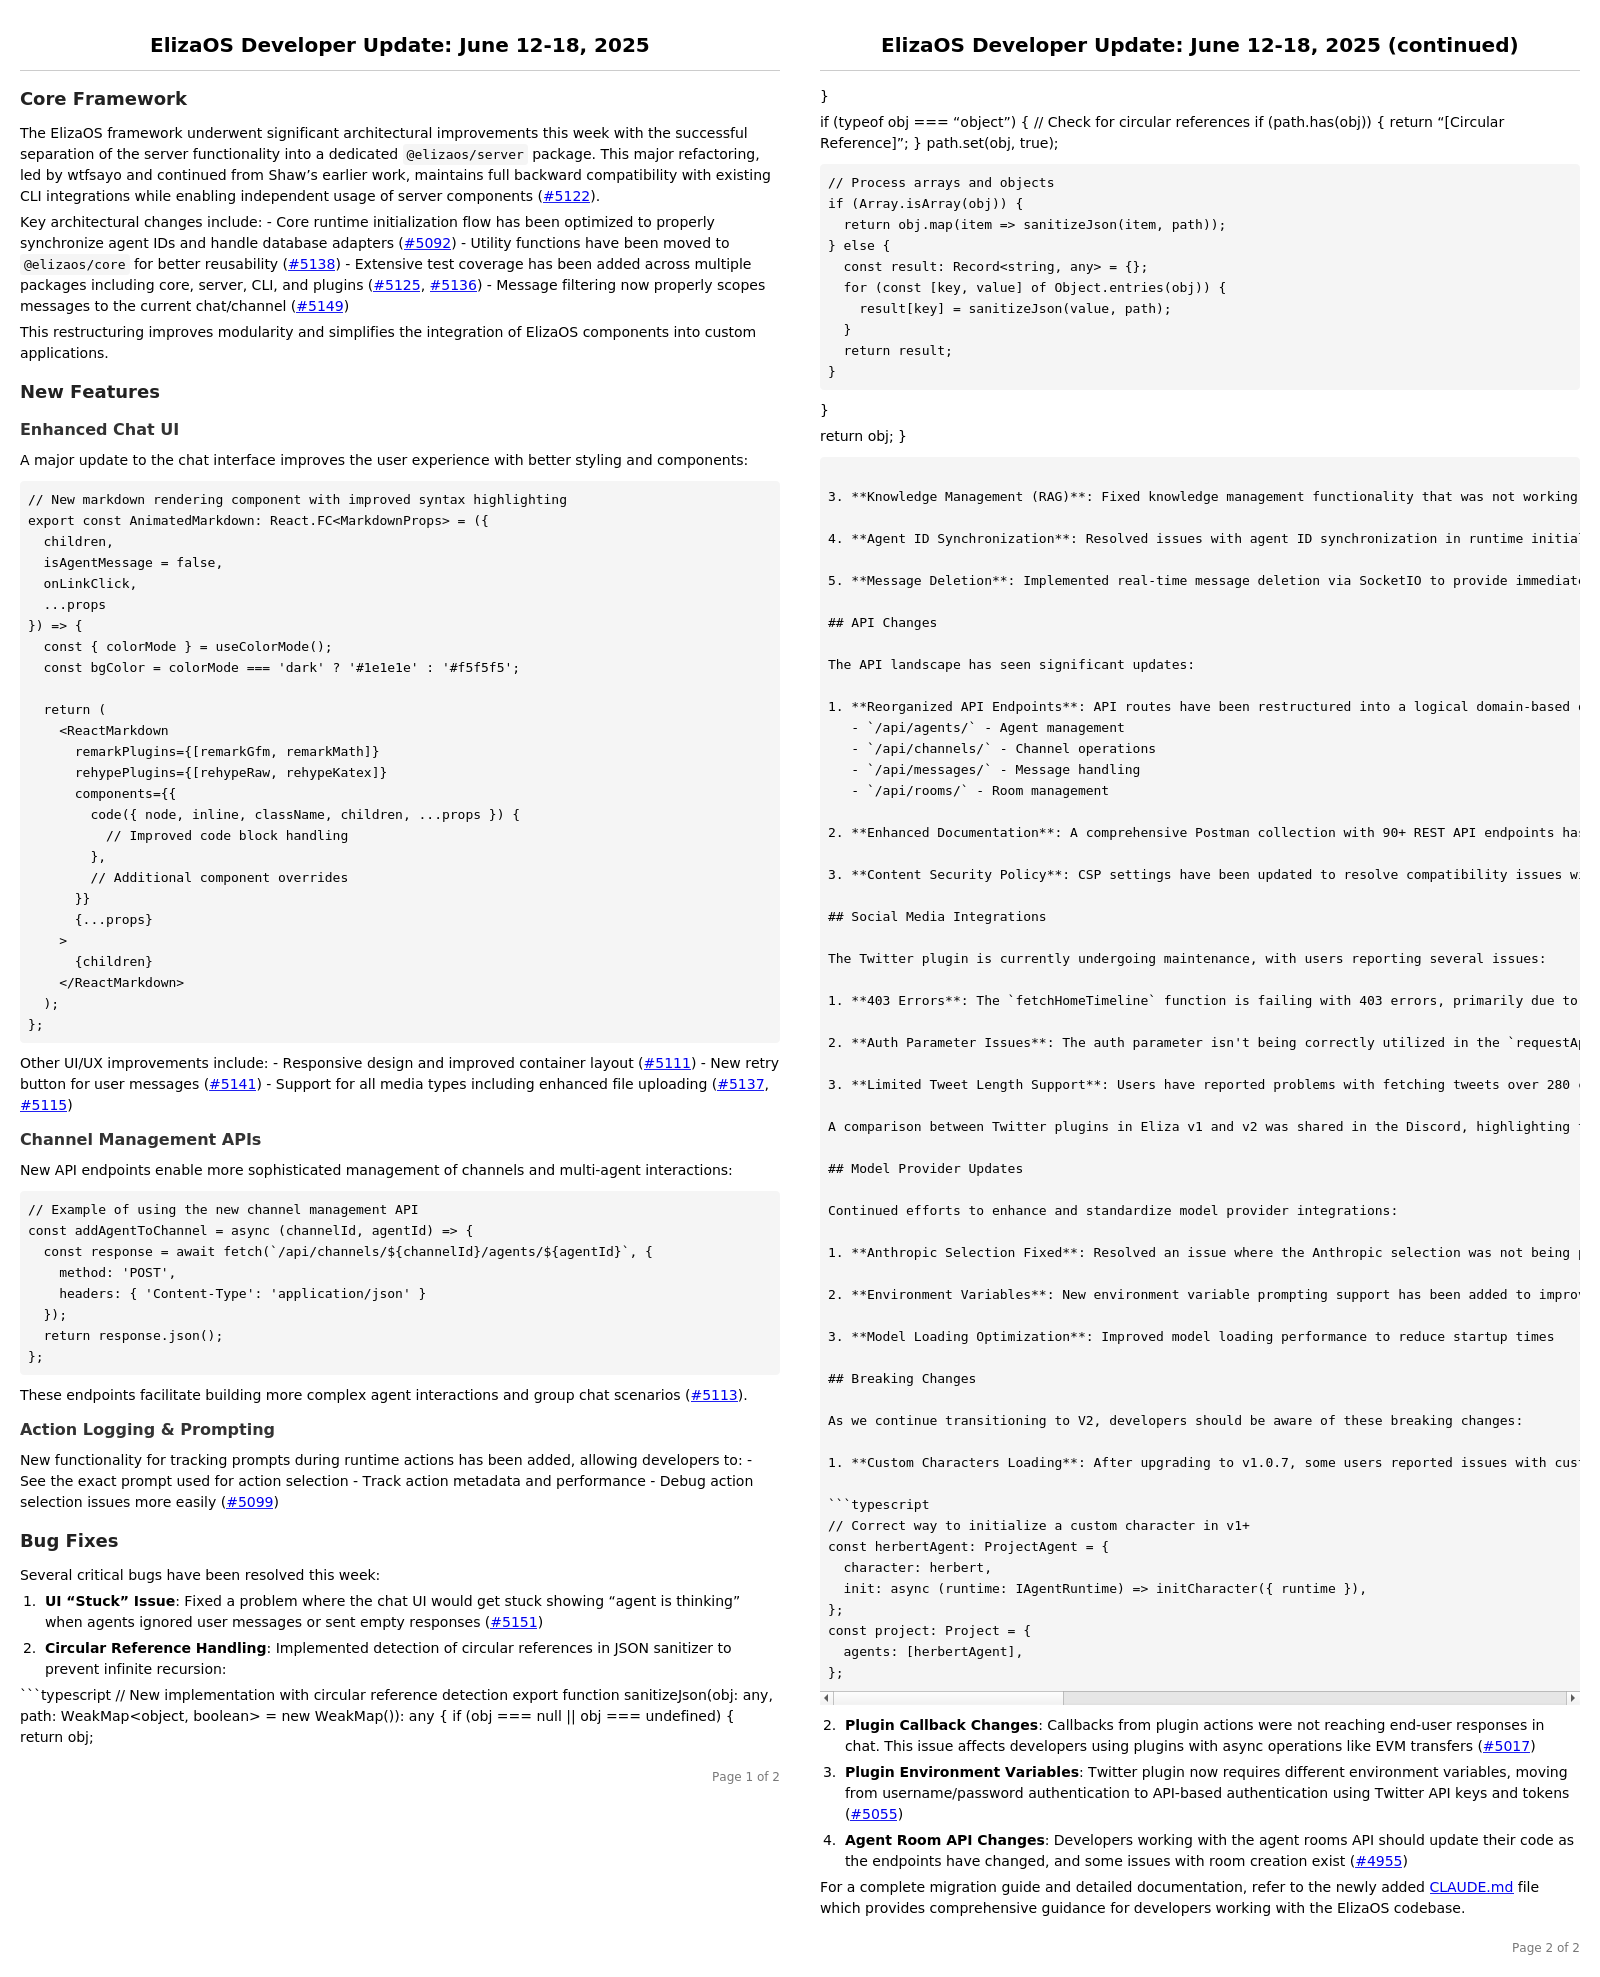 ElizaOS Developer Update: June 12-18, 2025
Core Framework
The ElizaOS framework underwent significant architectural improvements this week with the successful
separation of the server functionality into a dedicated @elizaos/server package. This major refactoring,
led by wtfsayo and continued from Shaw’s earlier work, maintains full backward compatibility with existing
CLI integrations while enabling independent usage of server components (#5122).
Key architectural changes include: - Core runtime initialization flow has been optimized to properly
synchronize agent IDs and handle database adapters (#5092) - Utility functions have been moved to
@elizaos/core for better reusability (#5138) - Extensive test coverage has been added across multiple
packages including core, server, CLI, and plugins (#5125, #5136) - Message filtering now properly scopes
messages to the current chat/channel (#5149)
This restructuring improves modularity and simplifies the integration of ElizaOS components into custom
applications.
New Features
Enhanced Chat UI
A major update to the chat interface improves the user experience with better styling and components:
// New markdown rendering component with improved syntax highlighting
export const AnimatedMarkdown: React.FC<MarkdownProps> = ({
  children,
  isAgentMessage = false,
  onLinkClick,
  ...props
}) => {
  const { colorMode } = useColorMode();
  const bgColor = colorMode === 'dark' ? '#1e1e1e' : '#f5f5f5';
  return (
    <ReactMarkdown
      remarkPlugins={[remarkGfm, remarkMath]}
      rehypePlugins={[rehypeRaw, rehypeKatex]}
      components={{
        code({ node, inline, className, children, ...props }) {
          // Improved code block handling
        },
        // Additional component overrides
      }}
      {...props}
    >
      {children}
    </ReactMarkdown>
  );
};
Other UI/UX improvements include: - Responsive design and improved container layout (#5111) - New retry
button for user messages (#5141) - Support for all media types including enhanced file uploading (#5137,
#5115)
Channel Management APIs
New API endpoints enable more sophisticated management of channels and multi-agent interactions:
// Example of using the new channel management API
const addAgentToChannel = async (channelId, agentId) => {
  const response = await fetch(`/api/channels/${channelId}/agents/${agentId}`, {
    method: 'POST',
    headers: { 'Content-Type': 'application/json' }
  });
  return response.json();
};
These endpoints facilitate building more complex agent interactions and group chat scenarios (#5113).
Action Logging & Prompting
New functionality for tracking prompts during runtime actions has been added, allowing developers to: -
See the exact prompt used for action selection - Track action metadata and performance - Debug action
selection issues more easily (#5099)
Bug Fixes
Several critical bugs have been resolved this week:
1. UI “Stuck” Issue: Fixed a problem where the chat UI would get stuck showing “agent is thinking”
when agents ignored user messages or sent empty responses (#5151)
2. Circular Reference Handling: Implemented detection of circular references in JSON sanitizer to
prevent infinite recursion:
```typescript // New implementation with circular reference detection export function sanitizeJson(obj: any,
path: WeakMap<object, boolean> = new WeakMap()): any { if (obj === null || obj === undefined) {
return obj;
Page 1 of 2
ElizaOS Developer Update: June 12-18, 2025 (continued)
}
if (typeof obj === “object”) { // Check for circular references if (path.has(obj)) { return “[Circular
Reference]”; } path.set(obj, true);
// Process arrays and objects
if (Array.isArray(obj)) {
  return obj.map(item => sanitizeJson(item, path));
} else {
  const result: Record<string, any> = {};
  for (const [key, value] of Object.entries(obj)) {
    result[key] = sanitizeJson(value, path);
  }
  return result;
}
}
return obj; }
3. **Knowledge Management (RAG)**: Fixed knowledge management functionality that was not working
4. **Agent ID Synchronization**: Resolved issues with agent ID synchronization in runtime
5. **Message Deletion**: Implemented real-time message deletion via SocketIO to provide
## API Changes
The API landscape has seen significant updates:
1. **Reorganized API Endpoints**: API routes have been restructured into a logical domain-based
   - `/api/agents/` - Agent management
   - `/api/channels/` - Channel operations
   - `/api/messages/` - Message handling
   - `/api/rooms/` - Room management
2. **Enhanced Documentation**: A comprehensive Postman collection with 90+ REST API endpoints
3. **Content Security Policy**: CSP settings have been updated to resolve compatibility issues
## Social Media Integrations
The Twitter plugin is currently undergoing maintenance, with users reporting several issues:
1. **403 Errors**: The `fetchHomeTimeline` function is failing with 403 errors, primarily due to
2. **Auth Parameter Issues**: The auth parameter isn't being correctly utilized in the
3. **Limited Tweet Length Support**: Users have reported problems with fetching tweets over 280
A comparison between Twitter plugins in Eliza v1 and v2 was shared in the Discord, highlighting
## Model Provider Updates
Continued efforts to enhance and standardize model provider integrations:
1. **Anthropic Selection Fixed**: Resolved an issue where the Anthropic selection was not being
2. **Environment Variables**: New environment variable prompting support has been added to
3. **Model Loading Optimization**: Improved model loading performance to reduce startup times
## Breaking Changes
As we continue transitioning to V2, developers should be aware of these breaking changes:
1. **Custom Characters Loading**: After upgrading to v1.0.7, some users reported issues with
```typescript
// Correct way to initialize a custom character in v1+
const herbertAgent: ProjectAgent = {
  character: herbert,
  init: async (runtime: IAgentRuntime) => initCharacter({ runtime }),
};
const project: Project = {
  agents: [herbertAgent],
};
2. Plugin Callback Changes: Callbacks from plugin actions were not reaching end-user responses in
chat. This issue affects developers using plugins with async operations like EVM transfers (#5017)
3. Plugin Environment Variables: Twitter plugin now requires different environment variables, moving
from username/password authentication to API-based authentication using Twitter API keys and tokens
(#5055)
4. Agent Room API Changes: Developers working with the agent rooms API should update their code as
the endpoints have changed, and some issues with room creation exist (#4955)
For a complete migration guide and detailed documentation, refer to the newly added CLAUDE.md file
which provides comprehensive guidance for developers working with the ElizaOS codebase.
Page 2 of 2